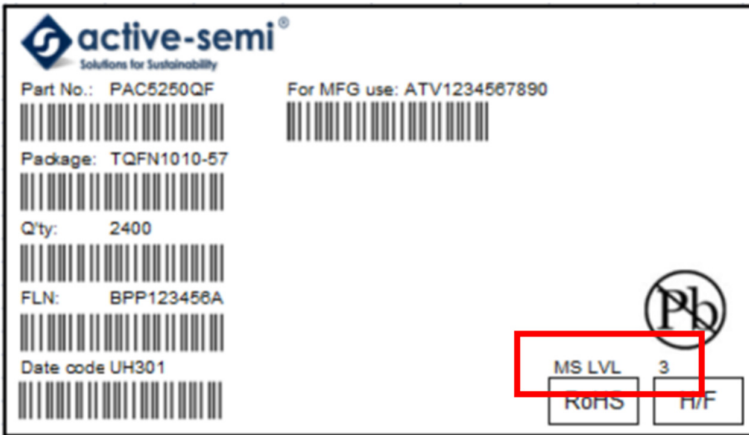 active-semi®
Solutions for Sustainability
Part No.: PAC5250QF
For MFG use: ATV1234567890
Package: TQFN1010-57
Q'ty: 2400
FLN: BPP123456A
Pb
Date code UH301
MS LVL 3
RoHS H/F